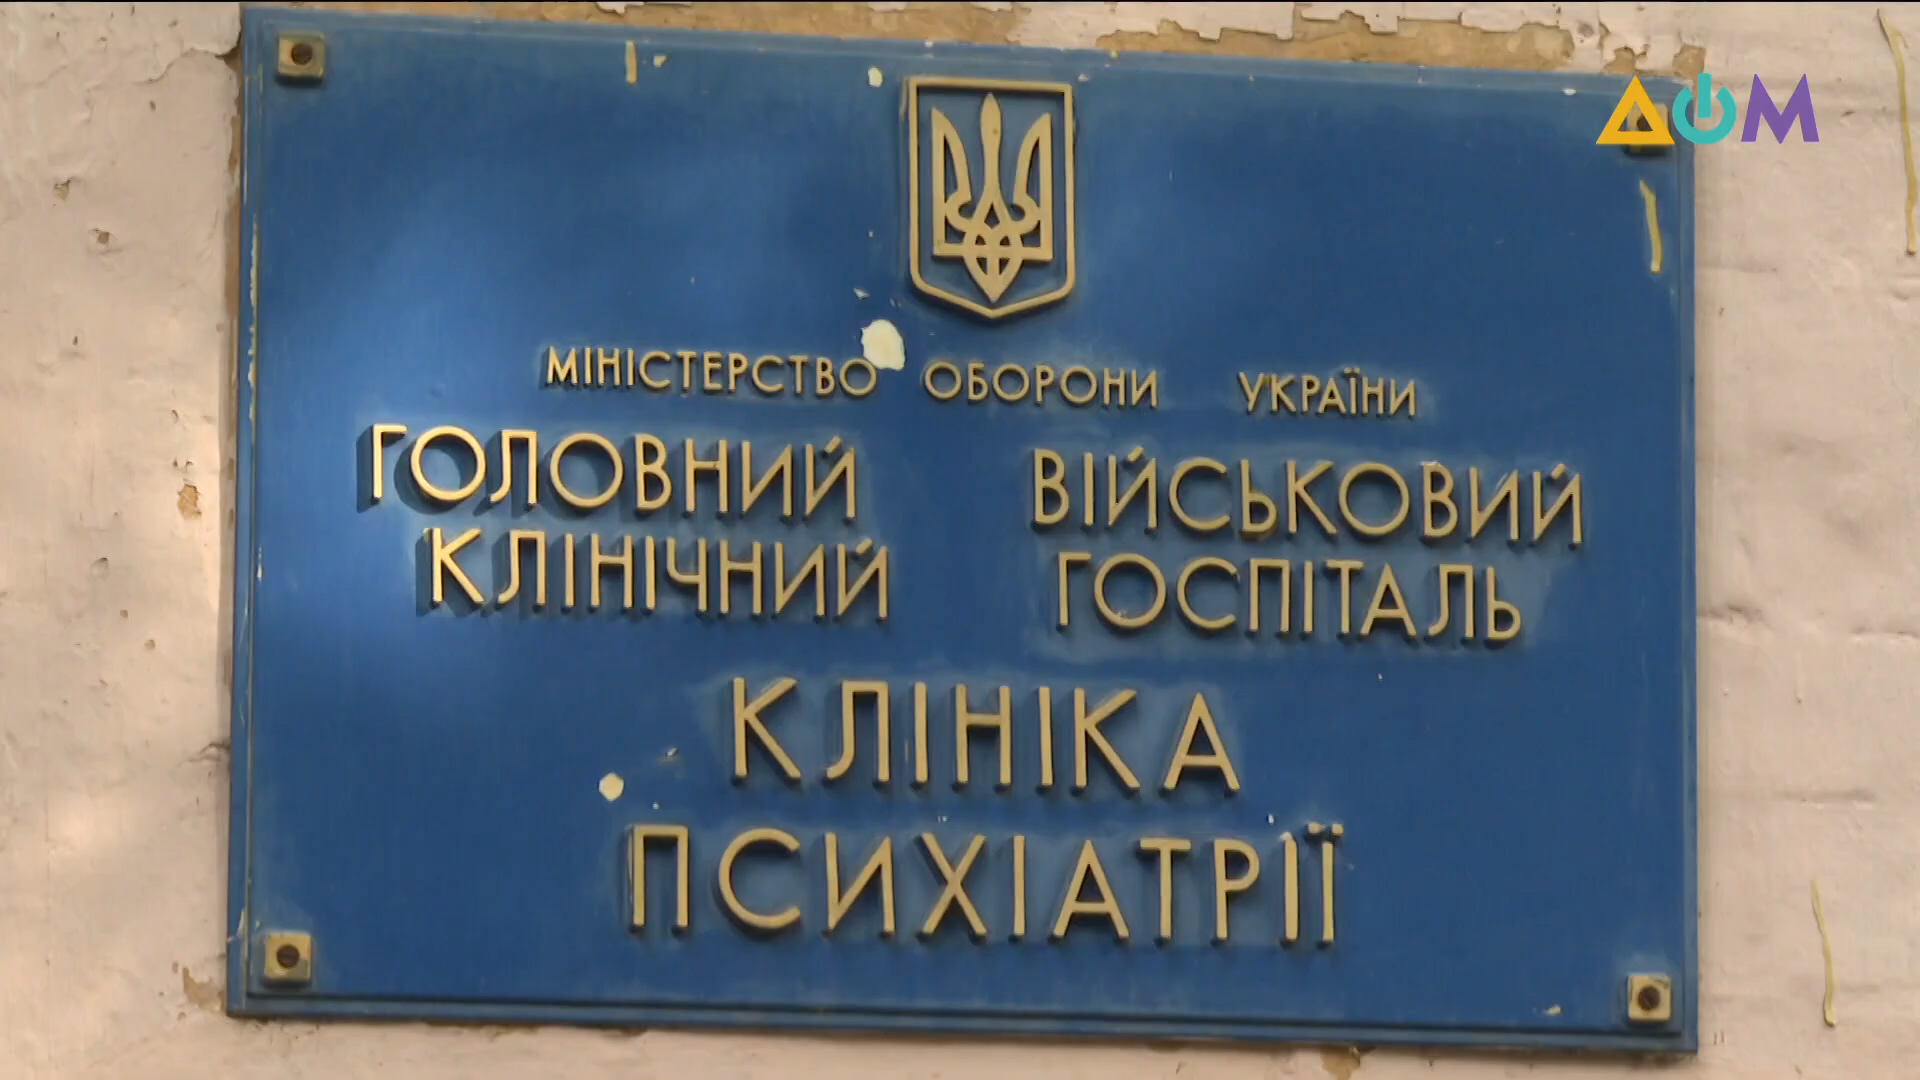 ДОМ
МІНІСТЕРСТВО ОБОРОНИ УКРАЇНИ
ГОЛОВНИЙ ВІЙСЬКОВИЙ
КЛІНІЧНИЙ ГОСПІТАЛЬ
КЛІНІКА
ПСИХІАТРІЇ